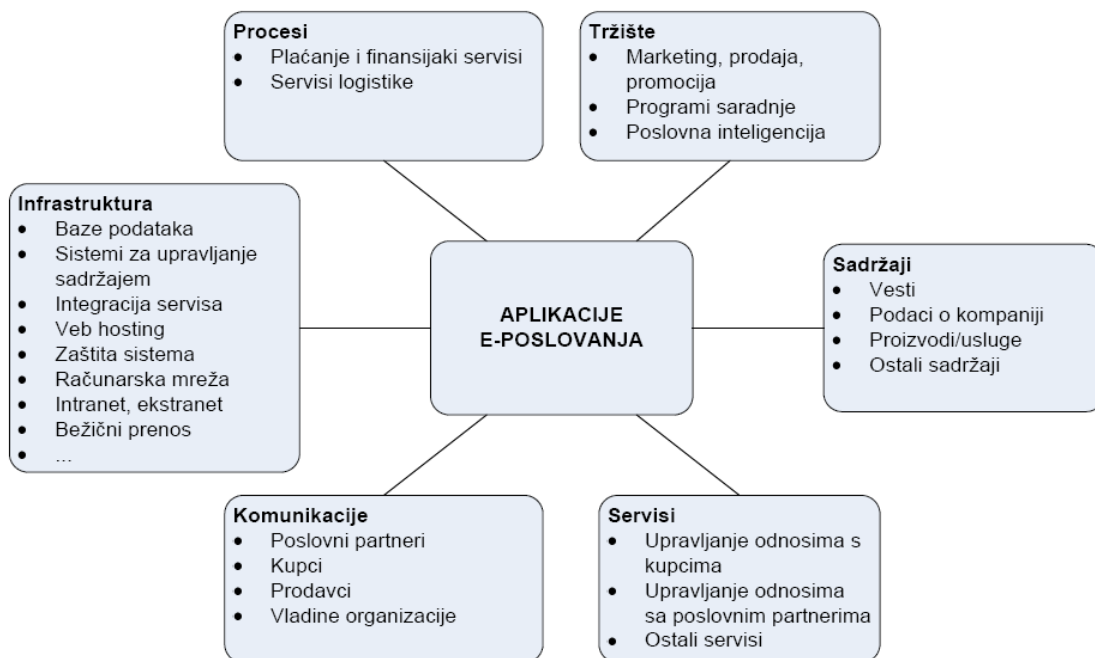 Procesi
• Plaćanje i finansijaki servisi
• Servisi logistike
Tržište
• Marketing, prodaja,
promocija
• Programi saradnje
• Poslovna inteligencija
Infrastruktura
• Baze podataka
• Sistemi za upravljanje
sadržajem
• Integracija servisa
• Veb hosting
• Zaštita sistema
• Računarska mreža
• Intranet, ekstranet
• Bežični prenos
• ...
APLIKACIJE
E-POSLOVANJA
Sadržaji
• Vesti
• Podaci o kompaniji
• Proizvodi/usluge
• Ostali sadržaji
Komunikacije
• Poslovni partneri
• Kupci
• Prodavci
• Vladine organizacije
Servisi
• Upravljanje odnosima s
kupcima
• Upravljanje odnosima
sa poslovnim partnerima
• Ostali servisi